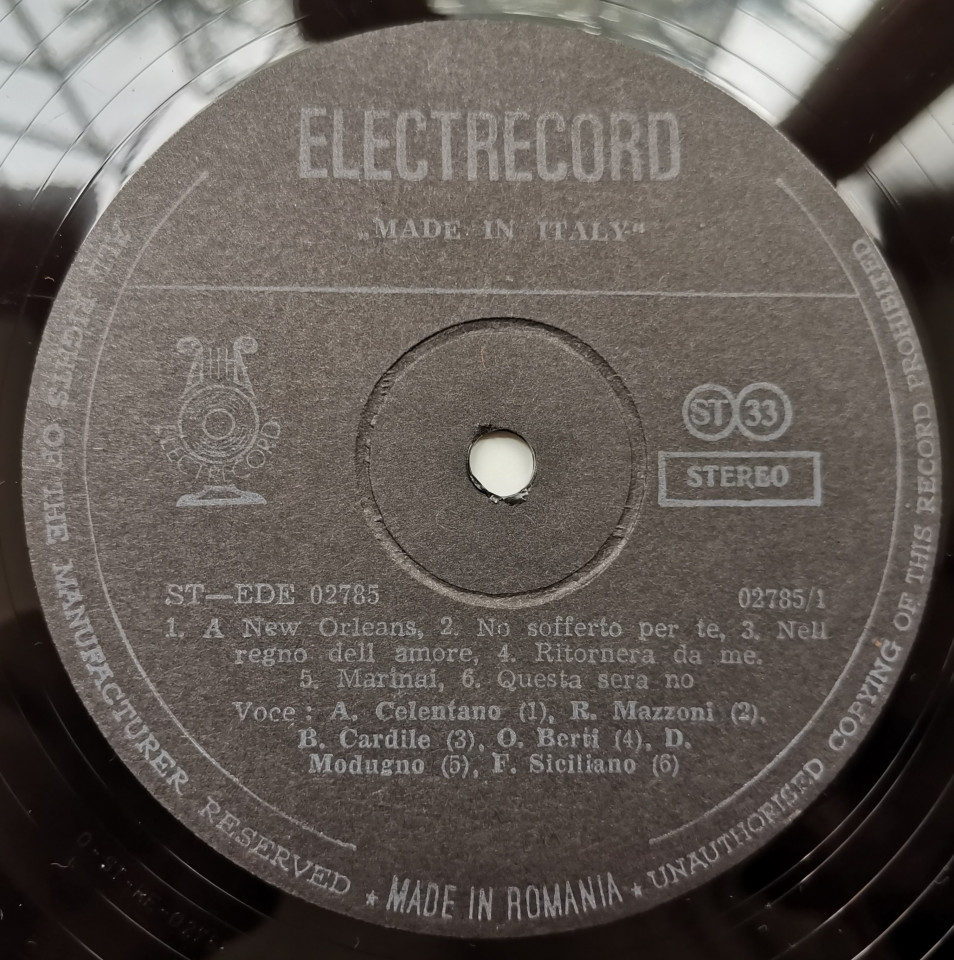 ELECTRECORD
„MADE IN ITALY"
ELECTRECORD
ST 33
STEREO
ST—EDE 02785
02785/1
1. A New Orleans, 2. No sofferto per te, 3. Nell
regno dell amore, 4. Ritornera da me.
5. Marinai, 6. Questa sera no
Voce : A. Celentano (1), R. Mazzoni (2).
B. Cardile (3), O. Berti (4), D.
Modugno (5), F. Siciliano (6)
ALL RIGHTS OF THE MANUFACTURER RESERVED ★ MADE IN ROMANIA ★ UNAUTHORISED COPYING OF THIS RECORD PROHIBITED